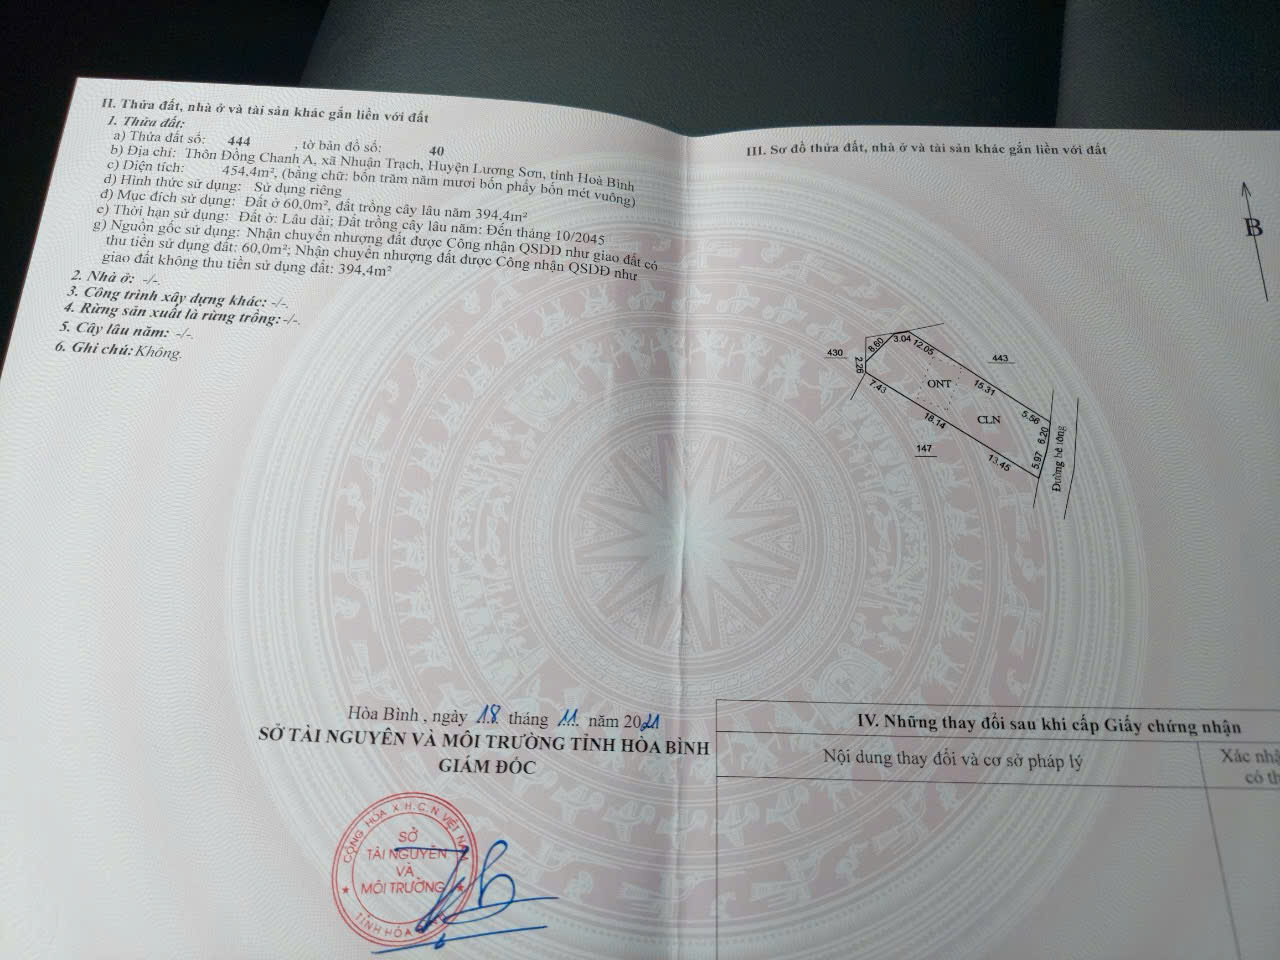 II. Thửa đất, nhà ở và tài sản khác gắn liền với đất
1. Thửa đất:
a) Thửa đất số: 444 , tờ bản đồ số: 40
b) Địa chỉ: Thôn Đồng Chanh A, xã Nhuận Trạch, Huyện Lương Sơn, tỉnh Hoà Bình
c) Diện tích: 454,4m², (bằng chữ: bốn trăm năm mươi bốn phẩy bốn mét vuông)
d) Hình thức sử dụng: Sử dụng riêng
đ) Mục đích sử dụng: Đất ở 60,0m², đất trồng cây lâu năm 394,4m²
e) Thời hạn sử dụng: Đất ở: Lâu dài; Đất trồng cây lâu năm: Đến tháng 10/2045
g) Nguồn gốc sử dụng: Nhận chuyển nhượng đất được Công nhận QSDĐ như giao đất có
thu tiền sử dụng đất: 60,0m²; Nhận chuyển nhượng đất được Công nhận QSDĐ như
giao đất không thu tiền sử dụng đất: 394,4m²
2. Nhà ở: -/-.
3. Công trình xây dựng khác: -/-.
4. Rừng sản xuất là rừng trồng: -/-.
5. Cây lâu năm: -/-.
6. Ghi chú: Không.
Hòa Bình , ngày 18 tháng 11 năm 2021
SỞ TÀI NGUYÊN VÀ MÔI TRƯỜNG TỈNH HÒA BÌNH
GIÁM ĐỐC
CỘNG HÒA X.H.C.N VIỆT NAM
SỞ
TÀI NGUYÊN
VÀ
MÔI TRƯỜNG
TỈNH HÒA
III. Sơ đồ thửa đất, nhà ở và tài sản khác gắn liền với đất
B
430
2.26
8.60
3.04
12.05
443
ONT
15.31
7.43
CLN
5.56
18.14
6.20
147
13.45
5.97
Đường bê tông
IV. Những thay đổi sau khi cấp Giấy chứng nhận
Nội dung thay đổi và cơ sở pháp lý
Xác nhậ
có th